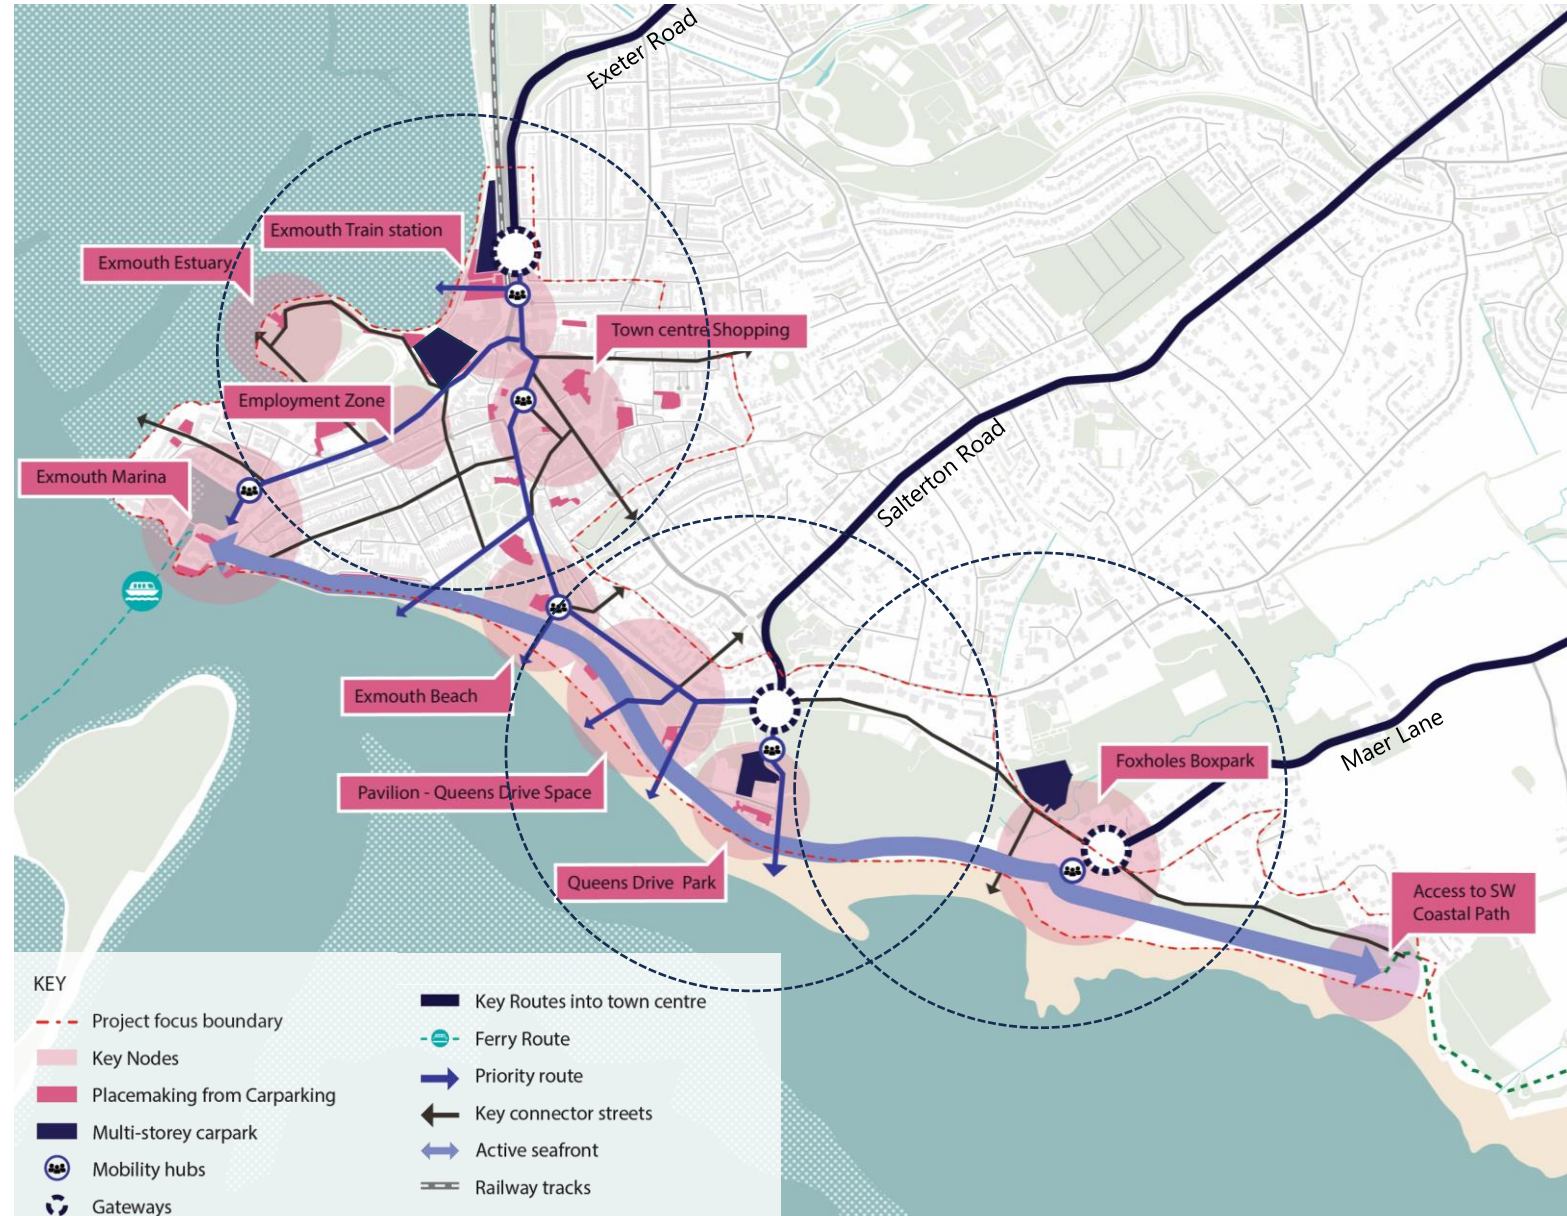 Exeter Road
Exmouth Train station
Exmouth Estuary
Town centre Shopping
Employment Zone
Exmouth Marina
Salterton Road
Exmouth Beach
Maer Lane
Foxholes Boxpark
Pavilion - Queens Drive Space
Queens Drive Park
Access to SW
Coastal Path
KEY
Project focus boundary
Key Nodes
Placemaking from Carparking
Multi-storey carpark
Mobility hubs
Gateways
Key Routes into town centre
Ferry Route
Priority route
Key connector streets
Active seafront
Railway tracks